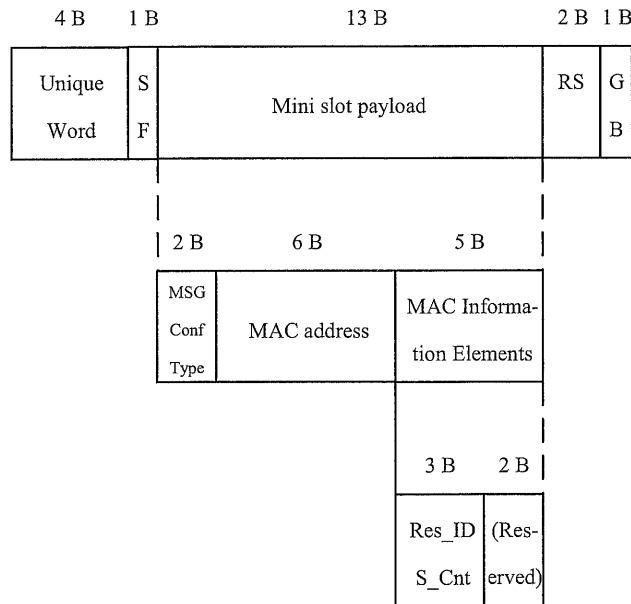 4 B 1 B 13 B 2 B 1 B
Unique
Word
S
F
Mini slot payload
RS
G
B
2 B 6 B 5 B
MSG
Conf
Type
MAC address
MAC Informa-
tion Elements
3 B 2 B
Res_ID
S_Cnt
(Res-
erved)